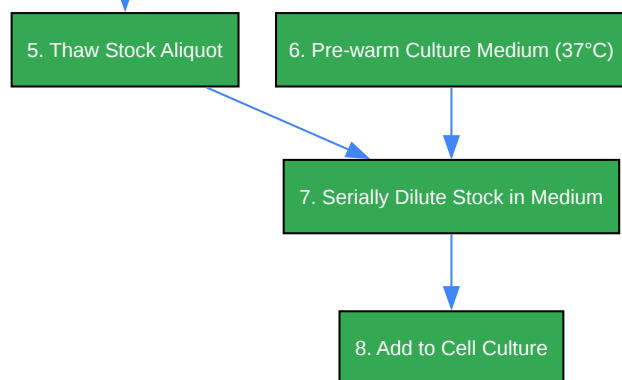 5. Thaw Stock Aliquot
6. Pre-warm Culture Medium (37°C)
7. Serially Dilute Stock in Medium
8. Add to Cell Culture